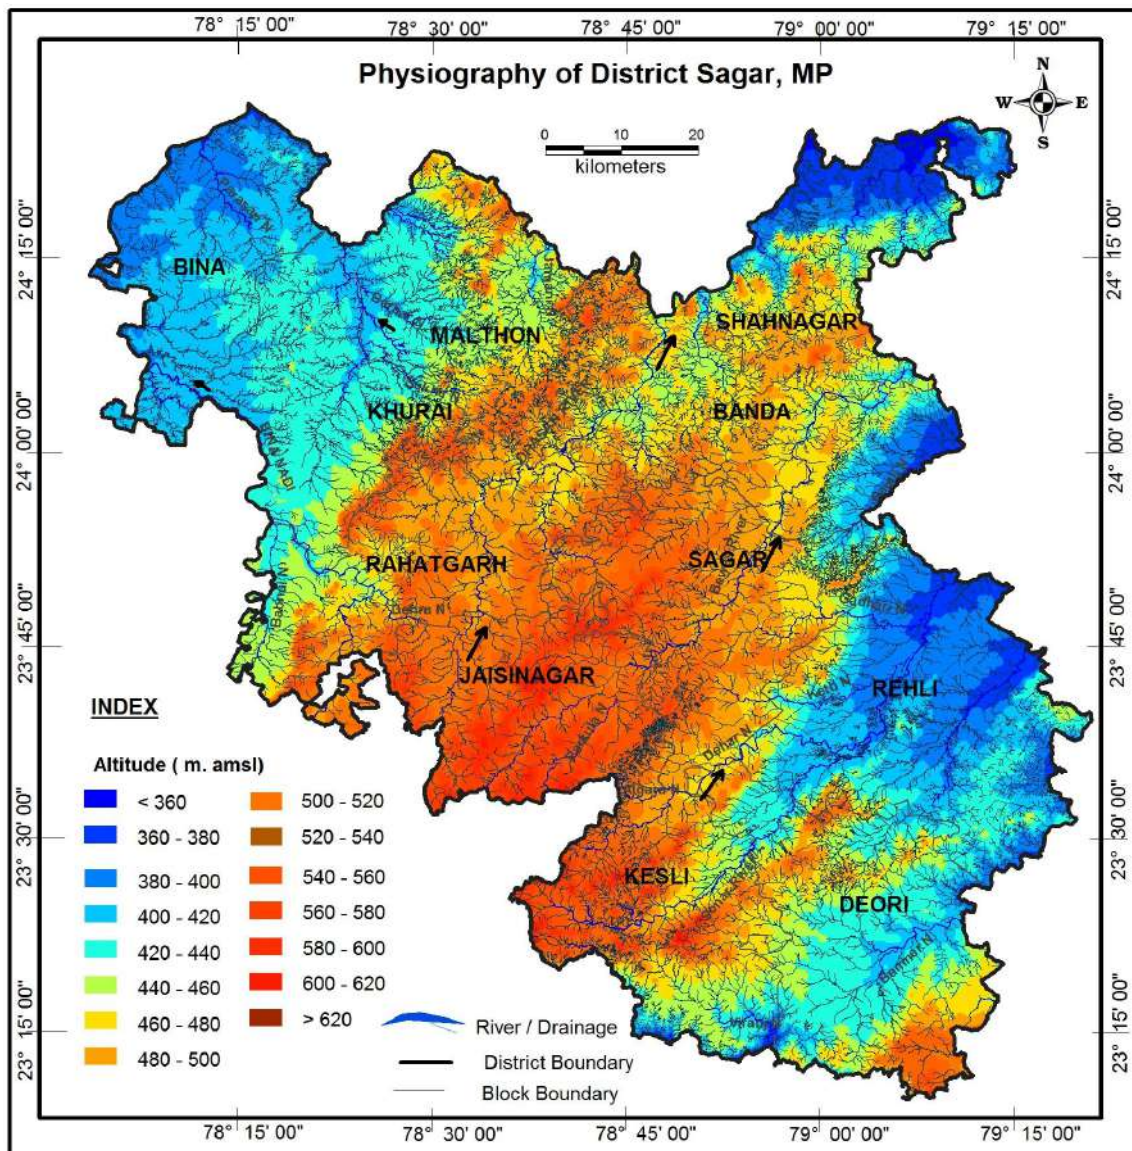 78° 15' 00"
78° 30' 00"
78° 45' 00"
79° 00' 00"
79° 15' 00"
Physiography of District Sagar, MP
N
W
E
S
0
10
20
kilometers
24° 15' 00"
24° 15' 00"
BINA
MALTHON
SHAHNAGAR
KHURAI
BANDA
24° 00' 00"
24° 00' 00"
BINA NADI
RAHATGARH
SAGAR
Dehra N
Gadhari N
23° 45' 00"
23° 45' 00"
JAISINAGAR
REHLI
Dehar N
KESLI
DEORI
23° 30' 00"
23° 30' 00"
23° 15' 00"
23° 15' 00"
INDEX
Altitude ( m. amsl)
< 360
360 - 380
380 - 400
400 - 420
420 - 440
440 - 460
460 - 480
480 - 500
500 - 520
520 - 540
540 - 560
560 - 580
580 - 600
600 - 620
> 620
River / Drainage
District Boundary
Block Boundary
78° 15' 00"
78° 30' 00"
78° 45' 00"
79° 00' 00"
79° 15' 00"